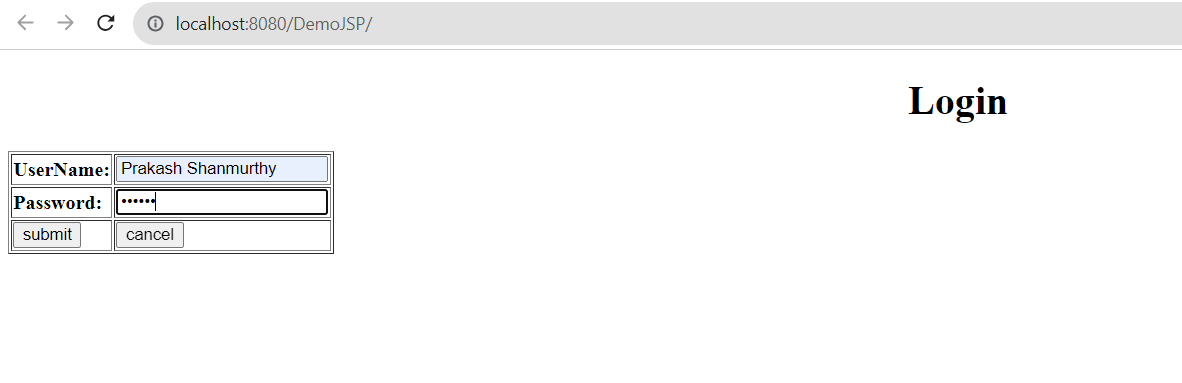 localhost:8080/DemoJSP/
Login
UserName: Prakash Shanmurthy
Password: ••••••
submit cancel